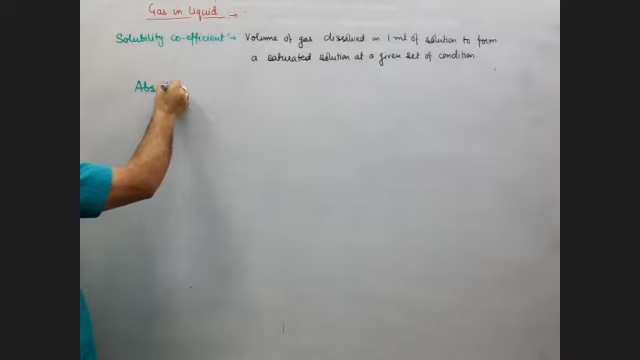 Gas in Liquid →
Solubility co-efficient :→ Volume of gas dissolved in 1 ml of solution to form
a saturated solution at a given set of condition.
Abs